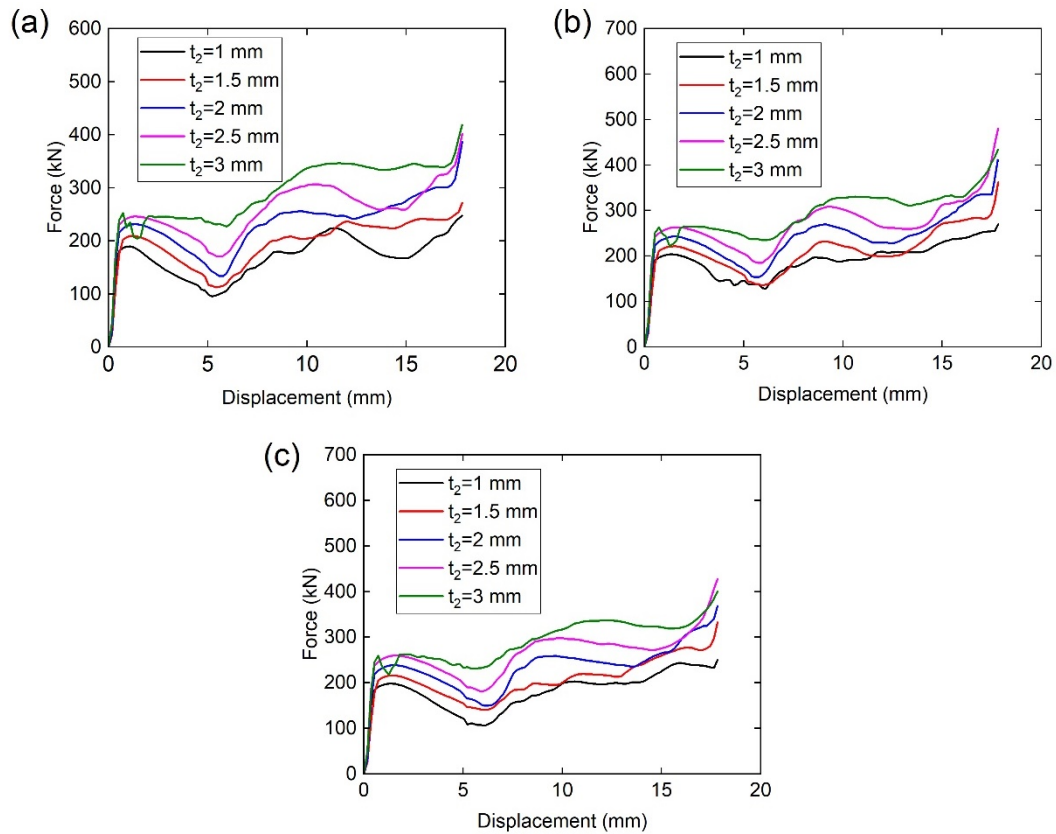 (a)
600
500
400
300
200
100
0
Force (kN)
t₂=1 mm
t₂=1.5 mm
t₂=2 mm
t₂=2.5 mm
t₂=3 mm
0 5 10 15 20
Displacement (mm)
(b)
700
600
500
400
300
200
100
0
Force (kN)
t₂=1 mm
t₂=1.5 mm
t₂=2 mm
t₂=2.5 mm
t₂=3 mm
0 5 10 15 20
Displacement (mm)
(c)
700
600
500
400
300
200
100
0
Force (kN)
t₂=1 mm
t₂=1.5 mm
t₂=2 mm
t₂=2.5 mm
t₂=3 mm
0 5 10 15 20
Displacement (mm)